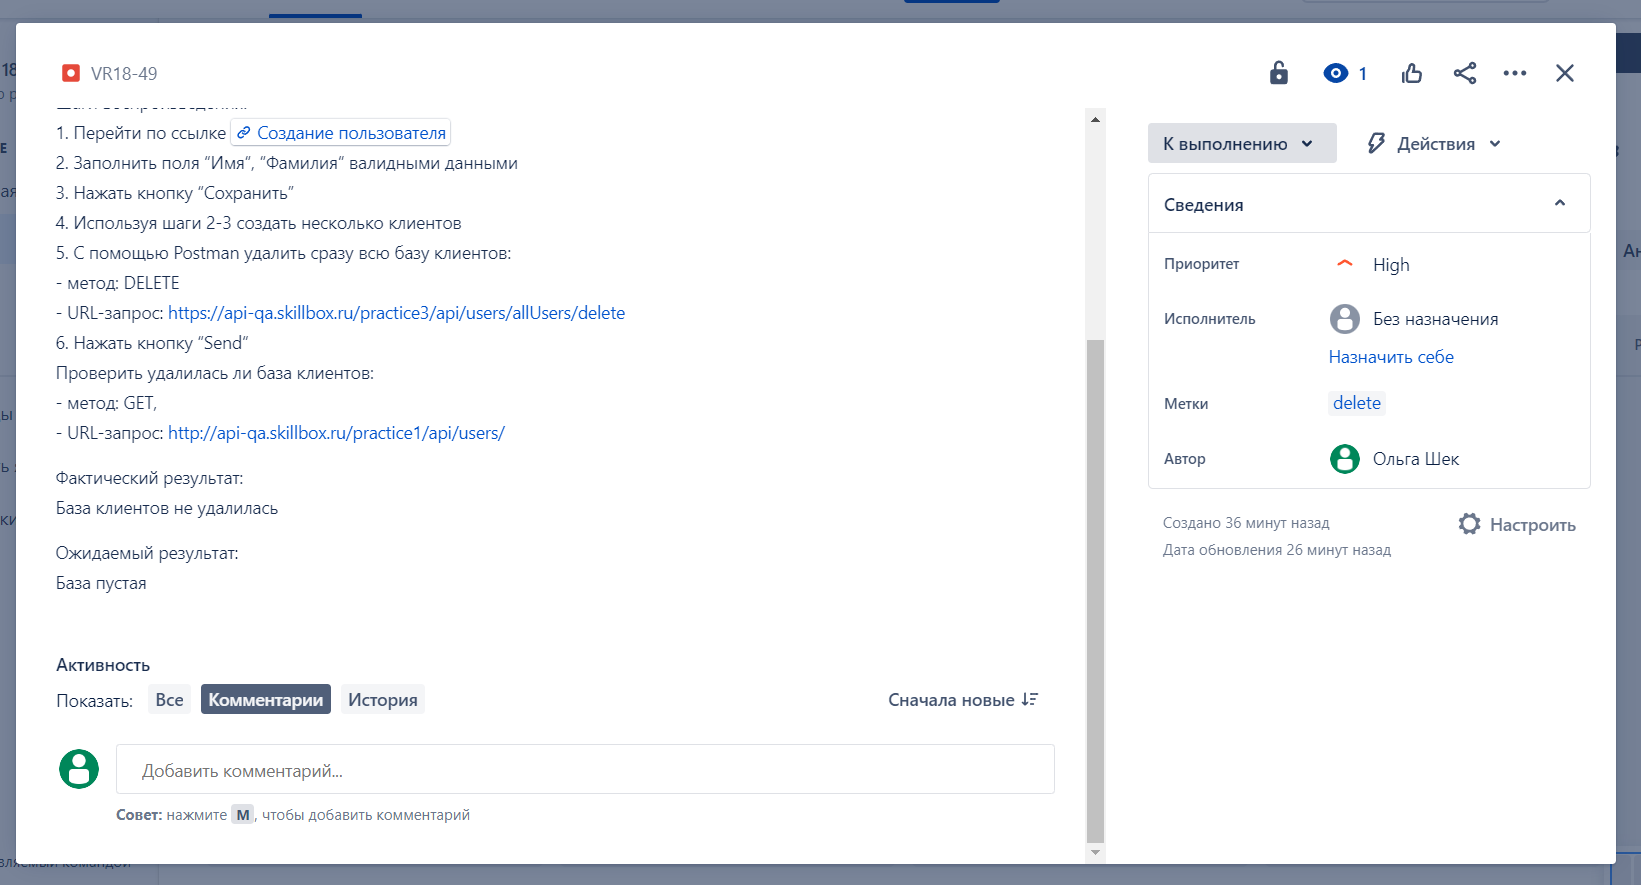 VR18-49
1
1. Перейти по ссылке Создание пользователя
2. Заполнить поля “Имя”, “Фамилия” валидными данными
3. Нажать кнопку “Сохранить”
4. Используя шаги 2-3 создать несколько клиентов
5. С помощью Postman удалить сразу всю базу клиентов:
- метод: DELETE
- URL-запрос: https://api-qa.skillbox.ru/practice3/api/users/allUsers/delete
6. Нажать кнопку “Send”
Проверить удалилась ли база клиентов:
- метод: GET,
- URL-запрос: http://api-qa.skillbox.ru/practice1/api/users/
Фактический результат:
База клиентов не удалилась
Ожидаемый результат:
База пустая
Активность
Показать: Все Комментарии История Сначала новые
Добавить комментарий...
Совет: нажмите M, чтобы добавить комментарий
К выполнению Действия
Сведения
Приоритет High
Исполнитель Без назначения
Назначить себе
Метки delete
Автор Ольга Шек
Создано 36 минут назад
Дата обновления 26 минут назад
Настроить